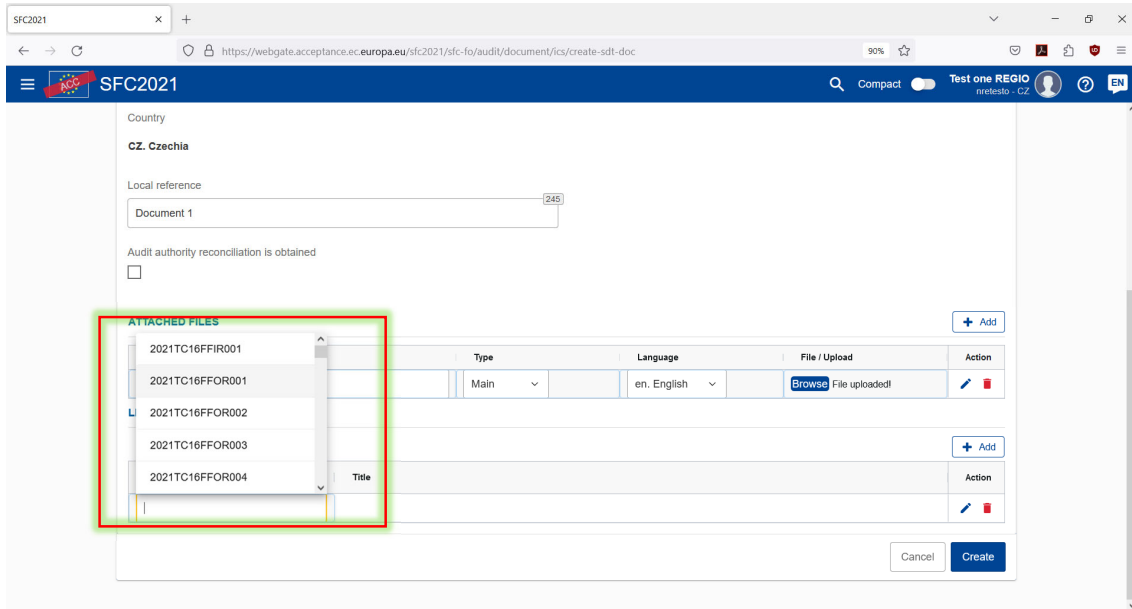 SFC2021
https://webgate.acceptance.ec.europa.eu/sfc2021/sfc-fo/audit/document/ics/create-sdt-doc
90%
ACC
SFC2021
Compact
Test one REGIO
nretesto - CZ
EN
Country
CZ. Czechia
Local reference
245
Document 1
Audit authority reconciliation is obtained
ATTACHED FILES
Add
Type
Language
File / Upload
Action
Main
en. English
Browse File uploaded!
2021TC16FFIR001
2021TC16FFOR001
2021TC16FFOR002
2021TC16FFOR003
2021TC16FFOR004
Add
Title
Action
Cancel
Create